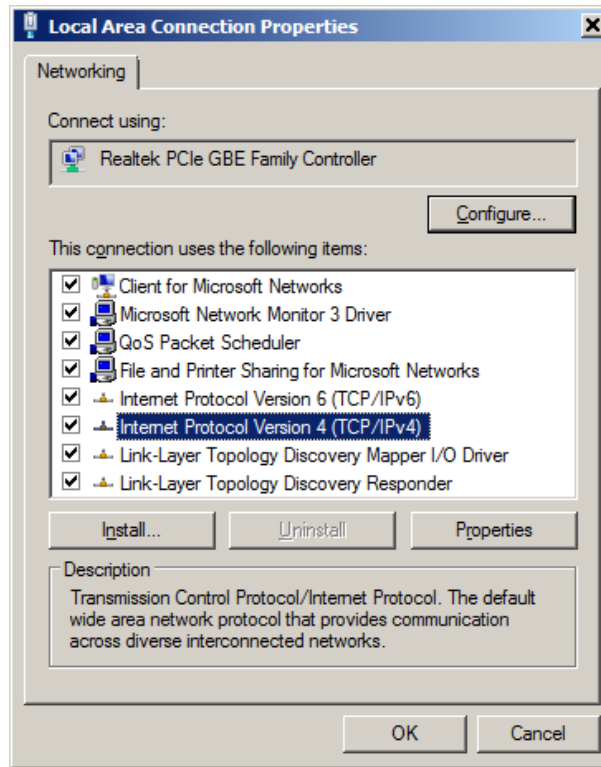 Local Area Connection Properties
Networking
Connect using:
Realtek PCIe GBE Family Controller
Configure...
This connection uses the following items:
Client for Microsoft Networks
Microsoft Network Monitor 3 Driver
QoS Packet Scheduler
File and Printer Sharing for Microsoft Networks
Internet Protocol Version 6 (TCP/IPv6)
Internet Protocol Version 4 (TCP/IPv4)
Link-Layer Topology Discovery Mapper I/O Driver
Link-Layer Topology Discovery Responder
Install... Uninstall Properties
Description
Transmission Control Protocol/Internet Protocol. The default
wide area network protocol that provides communication
across diverse interconnected networks.
OK Cancel